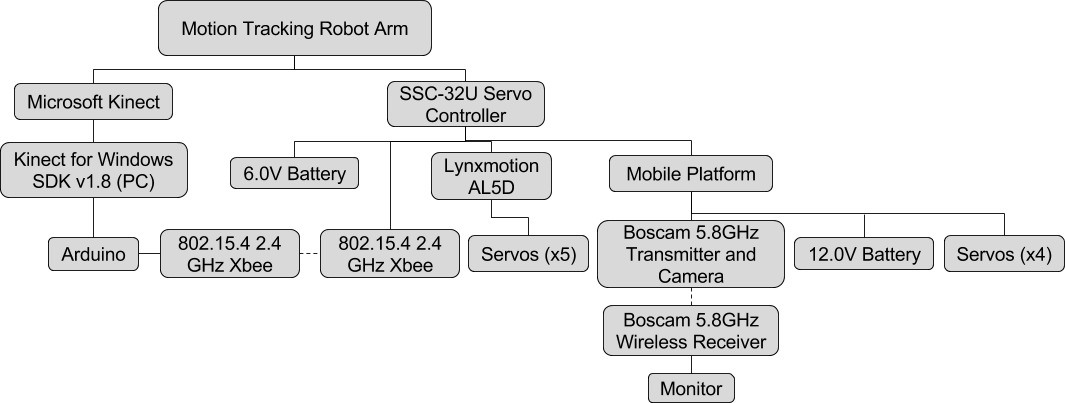 Motion Tracking Robot Arm
Microsoft Kinect
SSC-32U Servo
Controller
Kinect for Windows
SDK v1.8 (PC)
6.0V Battery
Lynxmotion
AL5D
Mobile Platform
Arduino
802.15.4 2.4
GHz Xbee
802.15.4 2.4
GHz Xbee
Servos (x5)
Boscam 5.8GHz
Transmitter and
Camera
12.0V Battery
Servos (x4)
Boscam 5.8GHz
Wireless Receiver
Monitor